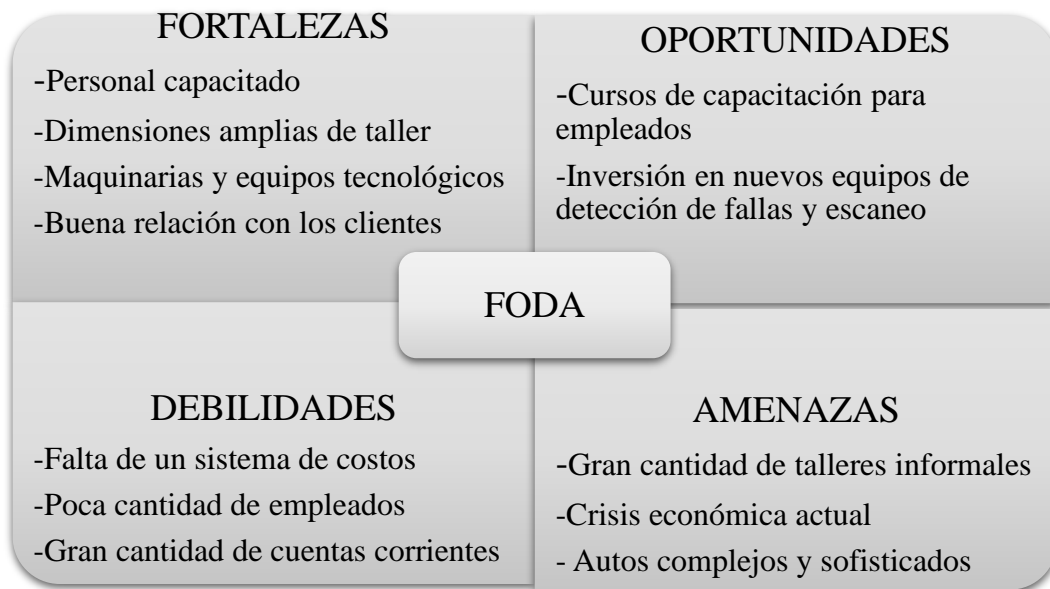 FORTALEZAS
-Personal capacitado
-Dimensiones amplias de taller
-Maquinarias y equipos tecnológicos
-Buena relación con los clientes
OPORTUNIDADES
-Cursos de capacitación para
empleados
-Inversión en nuevos equipos de
detección de fallas y escaneo
FODA
DEBILIDADES
-Falta de un sistema de costos
-Poca cantidad de empleados
-Gran cantidad de cuentas corrientes
AMENAZAS
-Gran cantidad de talleres informales
-Crisis económica actual
- Autos complejos y sofisticados